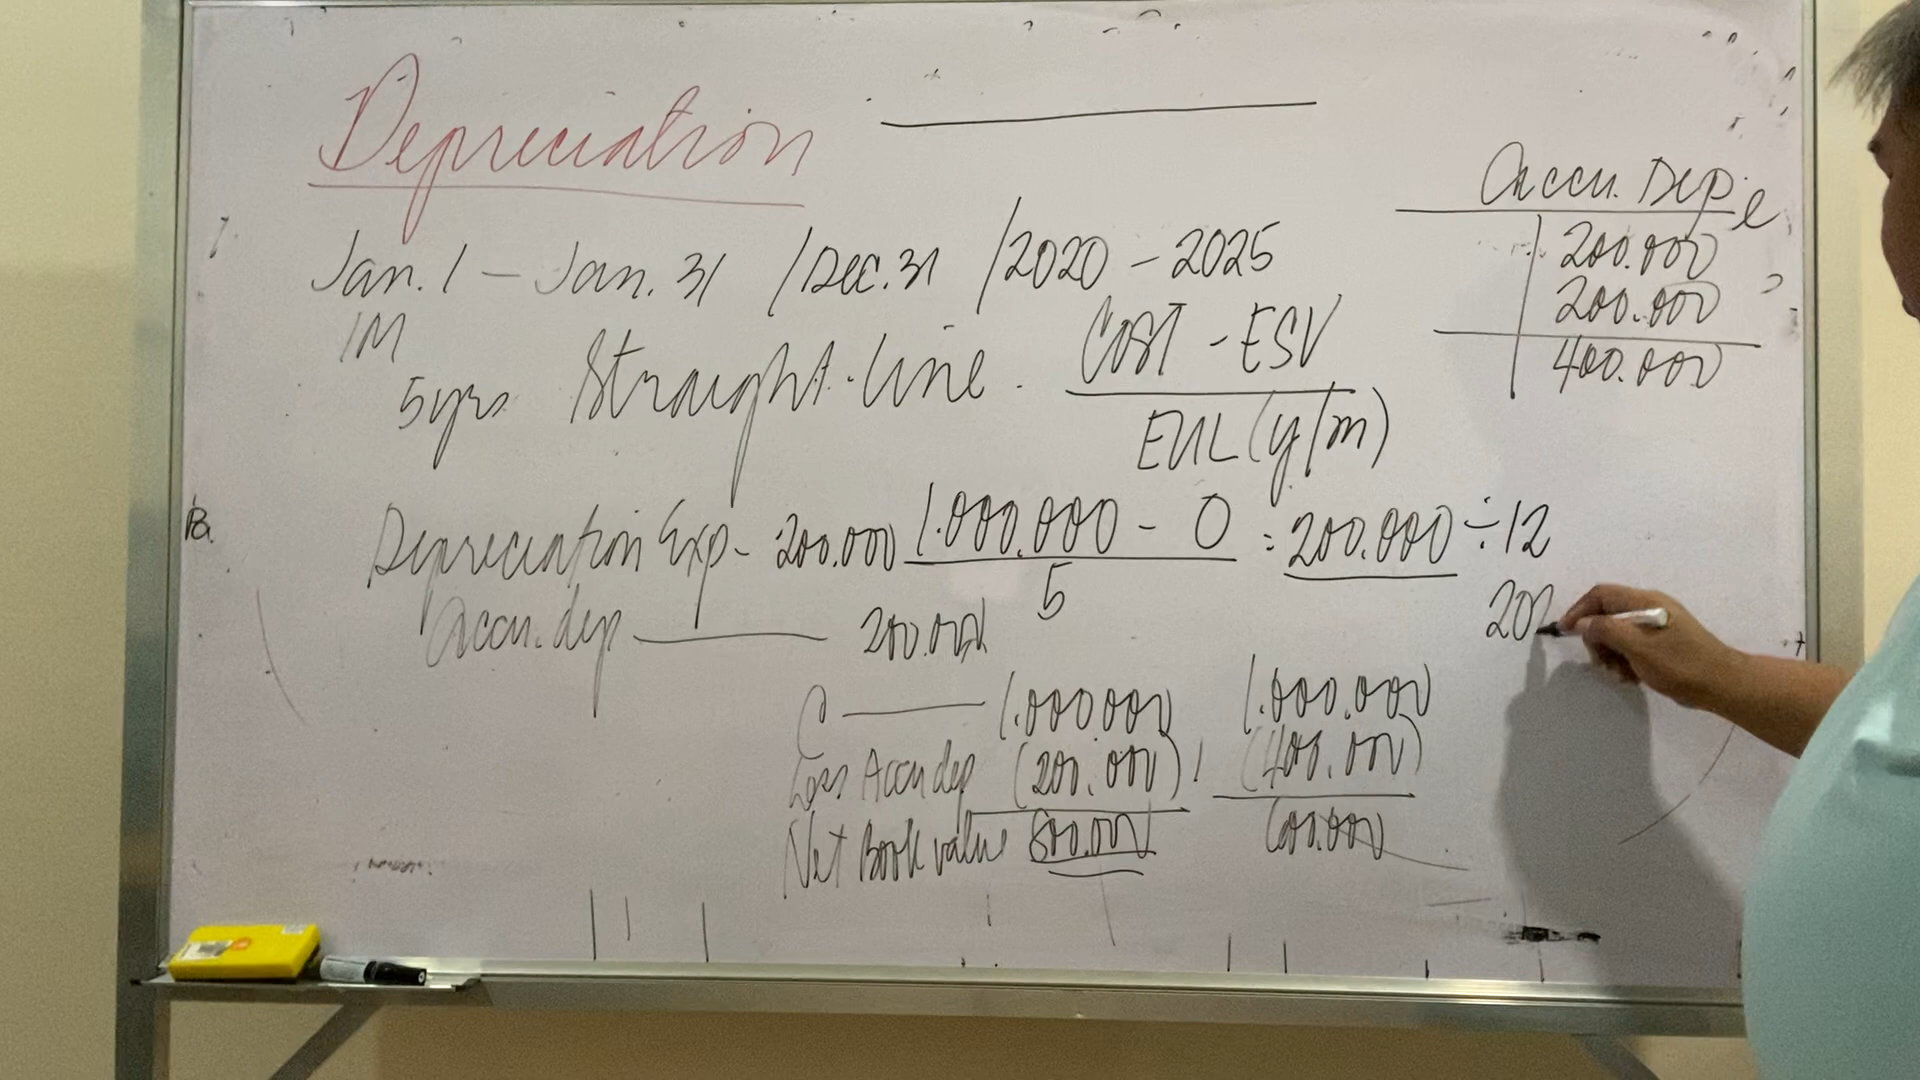 Depreciation
Jan. 1 - Jan. 31 / Dec. 31 / 2020 - 2025
1M
5yrs Straight-line. Cost - ESV
EUL (y/m)
Accu. Dep.
200.000
200.000
400.000
Depreciation Exp - 200.000 1.000.000 - 0 = 200.000 ÷ 12
5
Accu. dep 200.000
202
C 1.000000 1.000.000
Less Accu dep (200.000) (400.000)
Net Book value 800.000 600.000